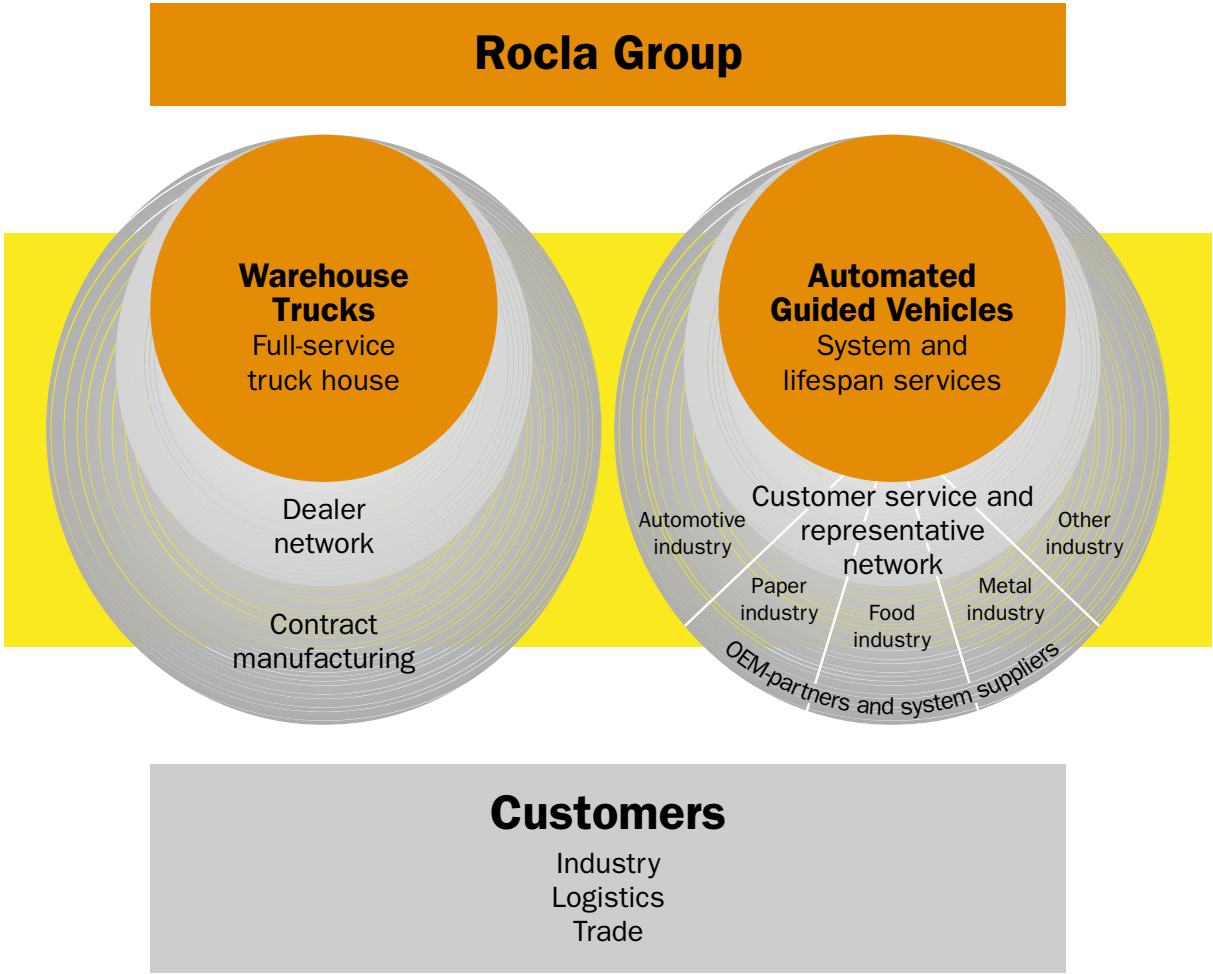 Rocla Group
Warehouse
Trucks
Full-service
truck house
Dealer
network
Contract
manufacturing
Automated
Guided Vehicles
System and
lifespan services
Customer service and
representative
network
Automotive
industry
Paper
industry
Food
industry
Metal
industry
Other
industry
OEM-partners and system suppliers
Customers
Industry
Logistics
Trade